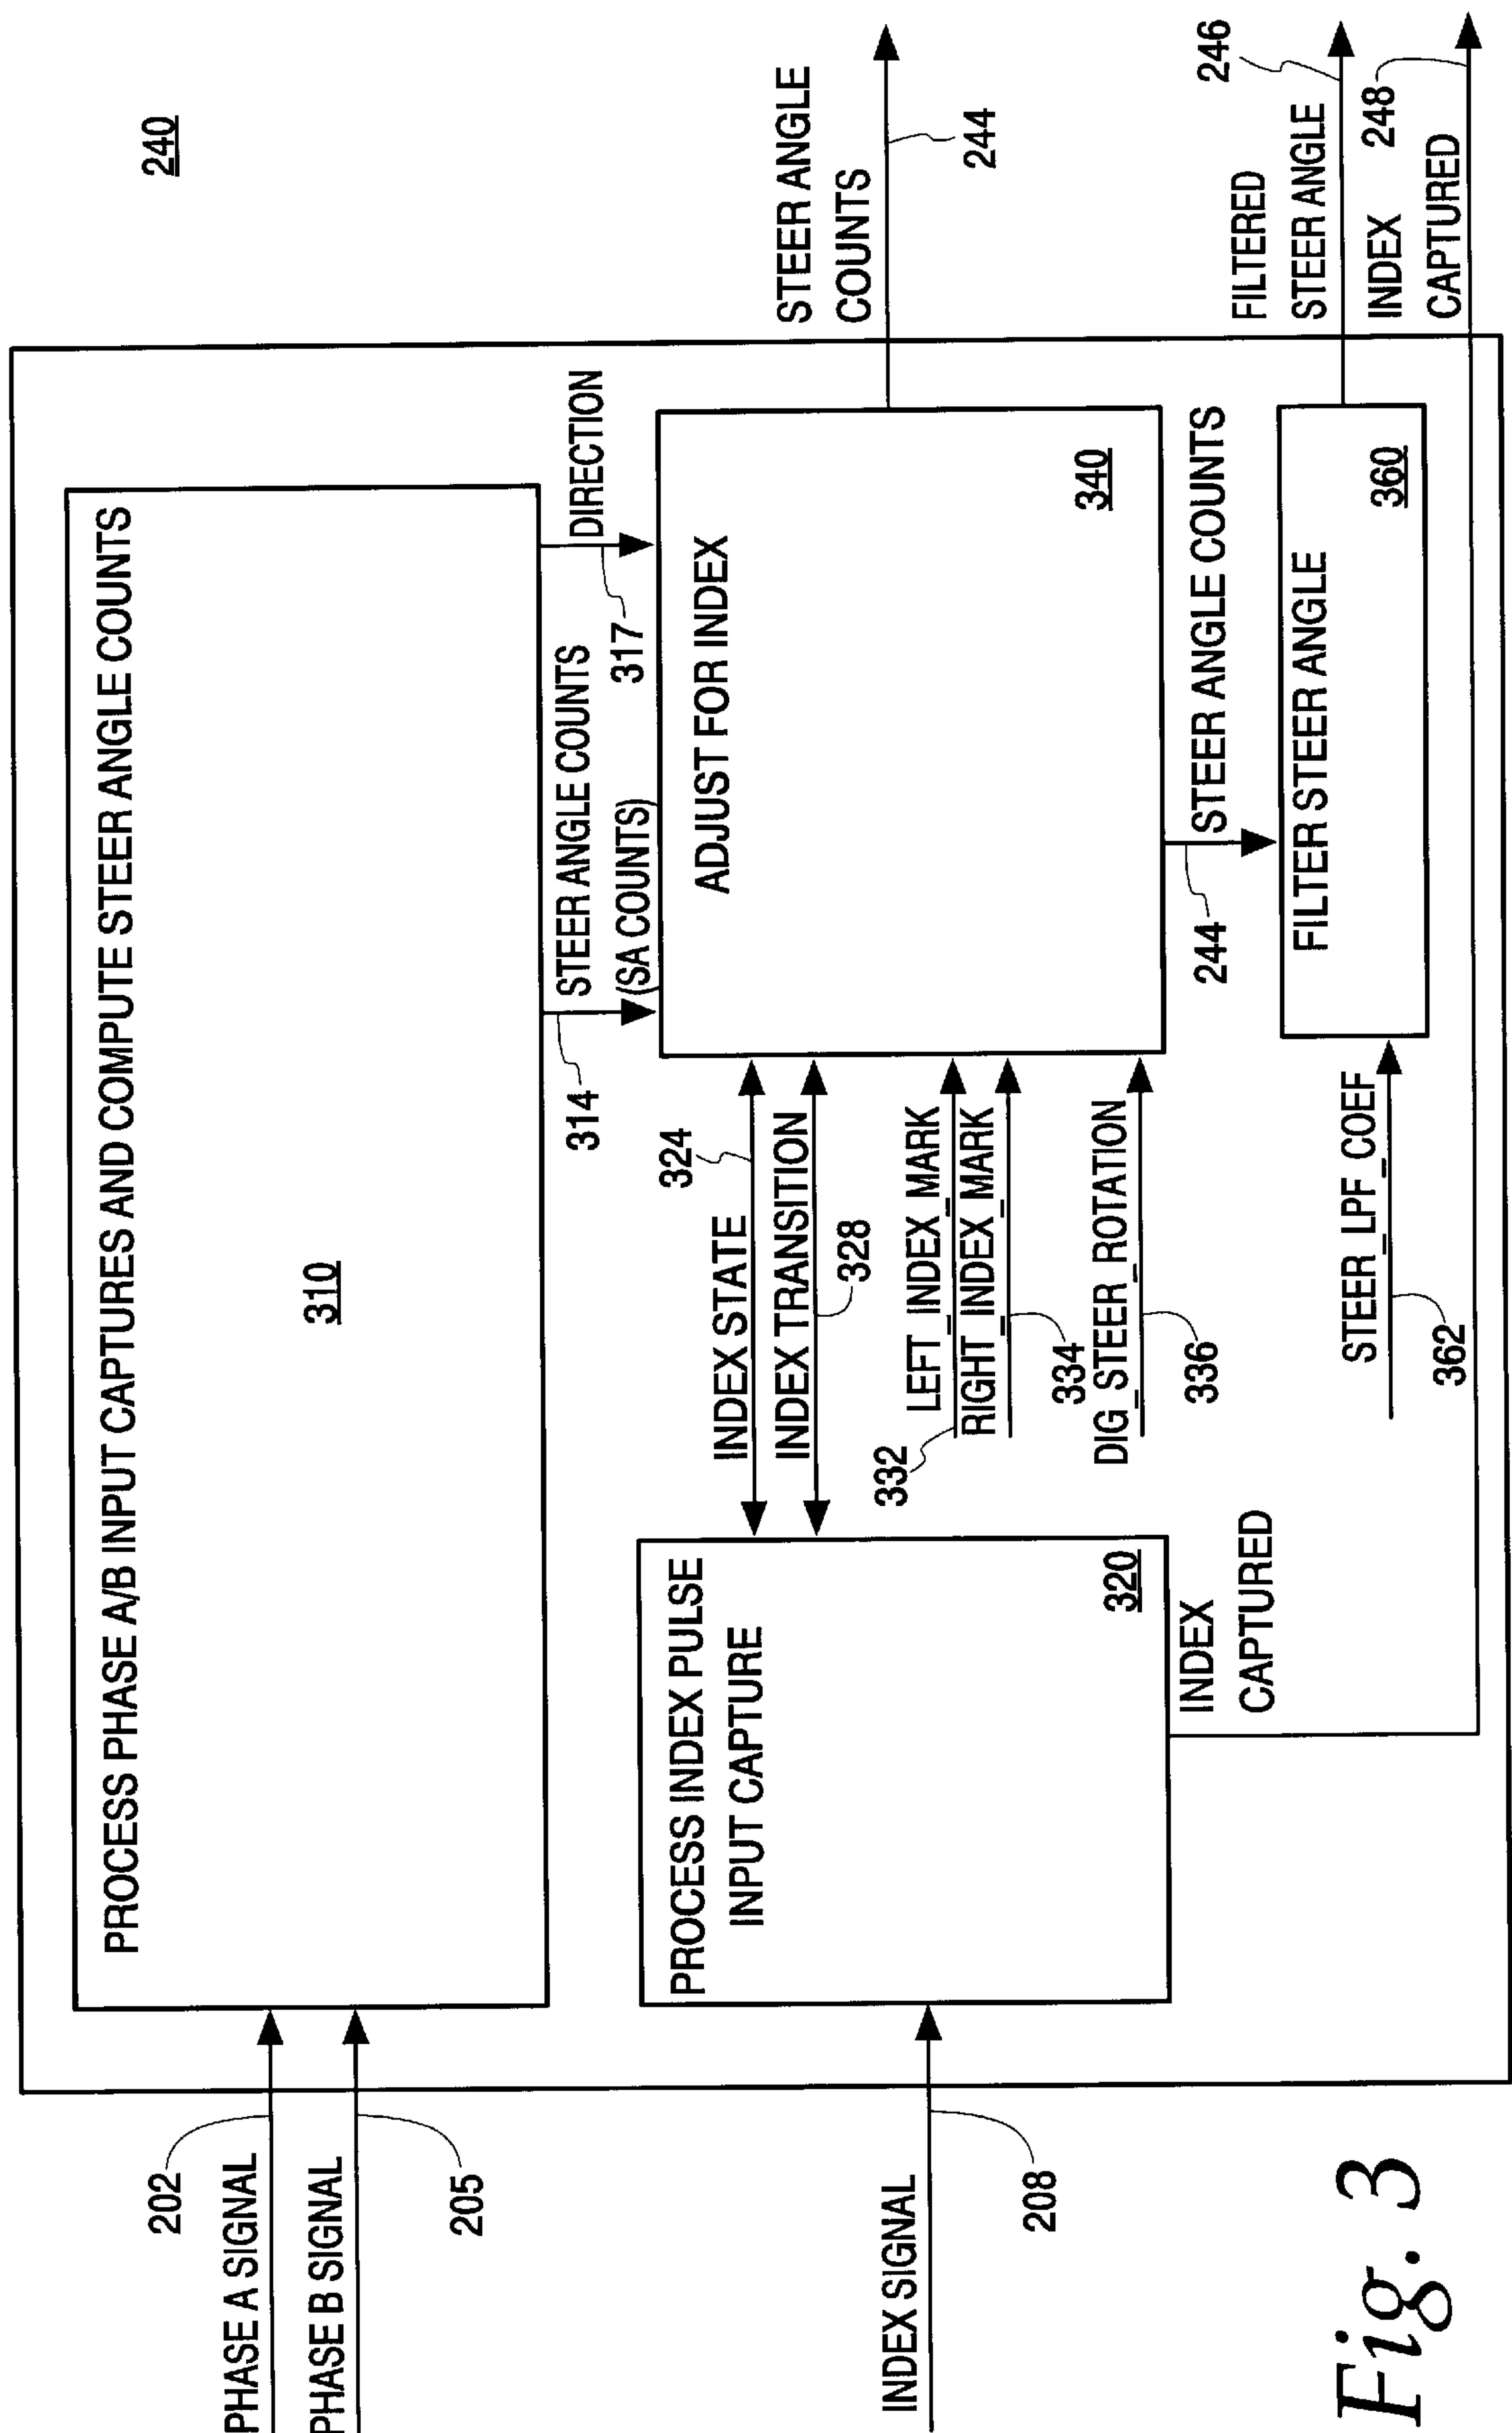 240
PHASE A SIGNAL
202
PHASE B SIGNAL
205
PROCESS PHASE A/B INPUT CAPTURES AND COMPUTE STEER ANGLE COUNTS
310
314
STEER ANGLE COUNTS
(SA COUNTS)
317
DIRECTION
INDEX SIGNAL
208
PROCESS INDEX PULSE
INPUT CAPTURE
320
INDEX STATE
324
INDEX TRANSITION
328
332
LEFT_INDEX_MARK
RIGHT_INDEX_MARK
334
DIG_STEER_ROTATION
336
ADJUST FOR INDEX
340
STEER ANGLE
COUNTS
244
244
STEER ANGLE COUNTS
INDEX
CAPTURED
STEER_LPF_COEF
362
FILTER STEER ANGLE
360
FILTERED
STEER ANGLE
246
INDEX
CAPTURED
248
Fig. 3